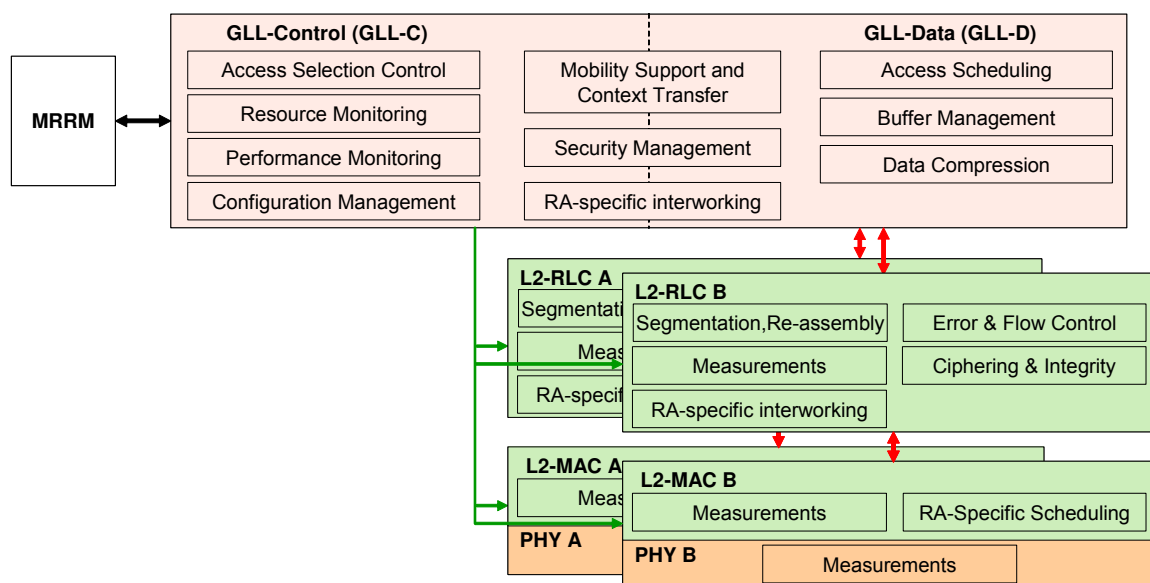 GLL-Control (GLL-C)
GLL-Data (GLL-D)
MRRM
Access Selection Control
Resource Monitoring
Performance Monitoring
Configuration Management
Mobility Support and
Context Transfer
Security Management
RA-specific interworking
Access Scheduling
Buffer Management
Data Compression
L2-RLC A
Segmentati
Meas
RA-specifi
L2-RLC B
Segmentation,Re-assembly
Measurements
RA-specific interworking
Error & Flow Control
Ciphering & Integrity
L2-MAC A
Meas
PHY A
L2-MAC B
Measurements
RA-Specific Scheduling
PHY B
Measurements